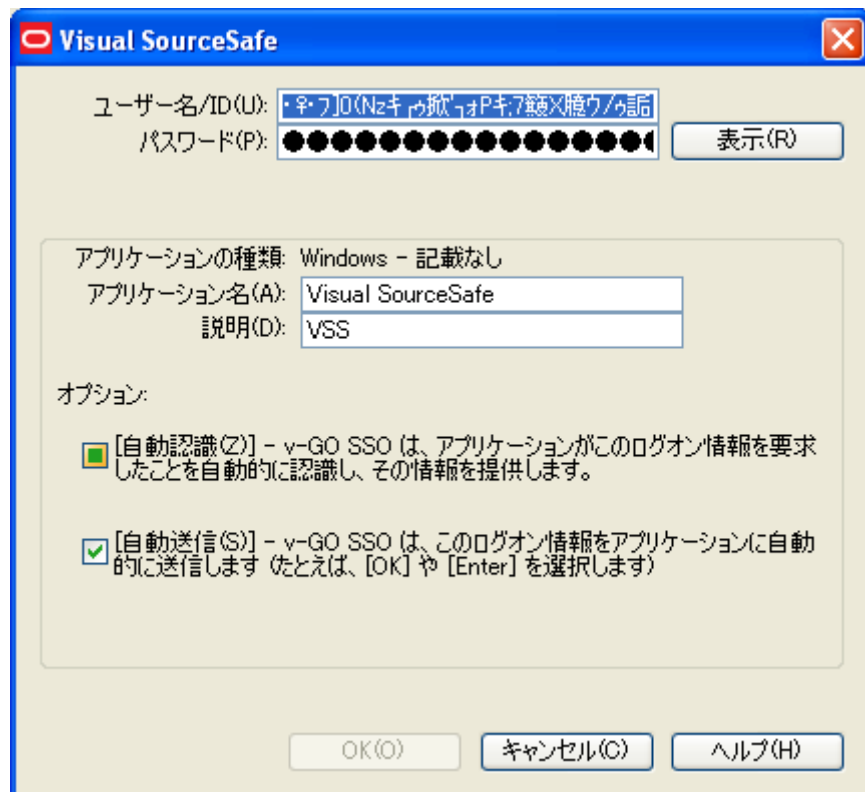 Visual SourceSafe
ユーザー名/ID(U):
パスワード(P): ●●●●●●●●●●●●●●●● 表示(R)
アプリケーションの種類: Windows - 記載なし
アプリケーション名(A): Visual SourceSafe
説明(D): VSS
オプション:
[自動認識(Z)] - v-GO SSO は、アプリケーションがこのログオン情報を要求
したことを自動的に認識し、その情報を提供します。
[自動送信(S)] - v-GO SSO は、このログオン情報をアプリケーションに自動
的に送信します (たとえば、[OK] や [Enter] を選択します)
OK(O) キャンセル(C) ヘルプ(H)